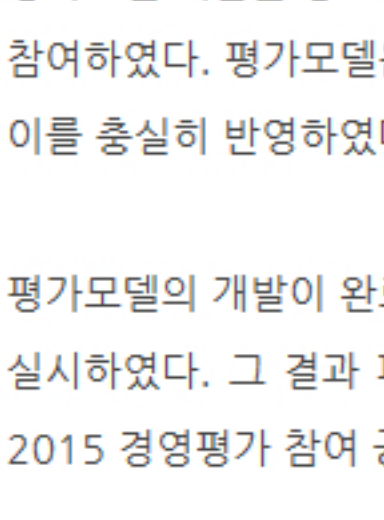 참여하였다. 평가모델
이를 충실히 반영하였
평가모델의 개발이 완
실시하였다. 그 결과
2015 경영평가 참여